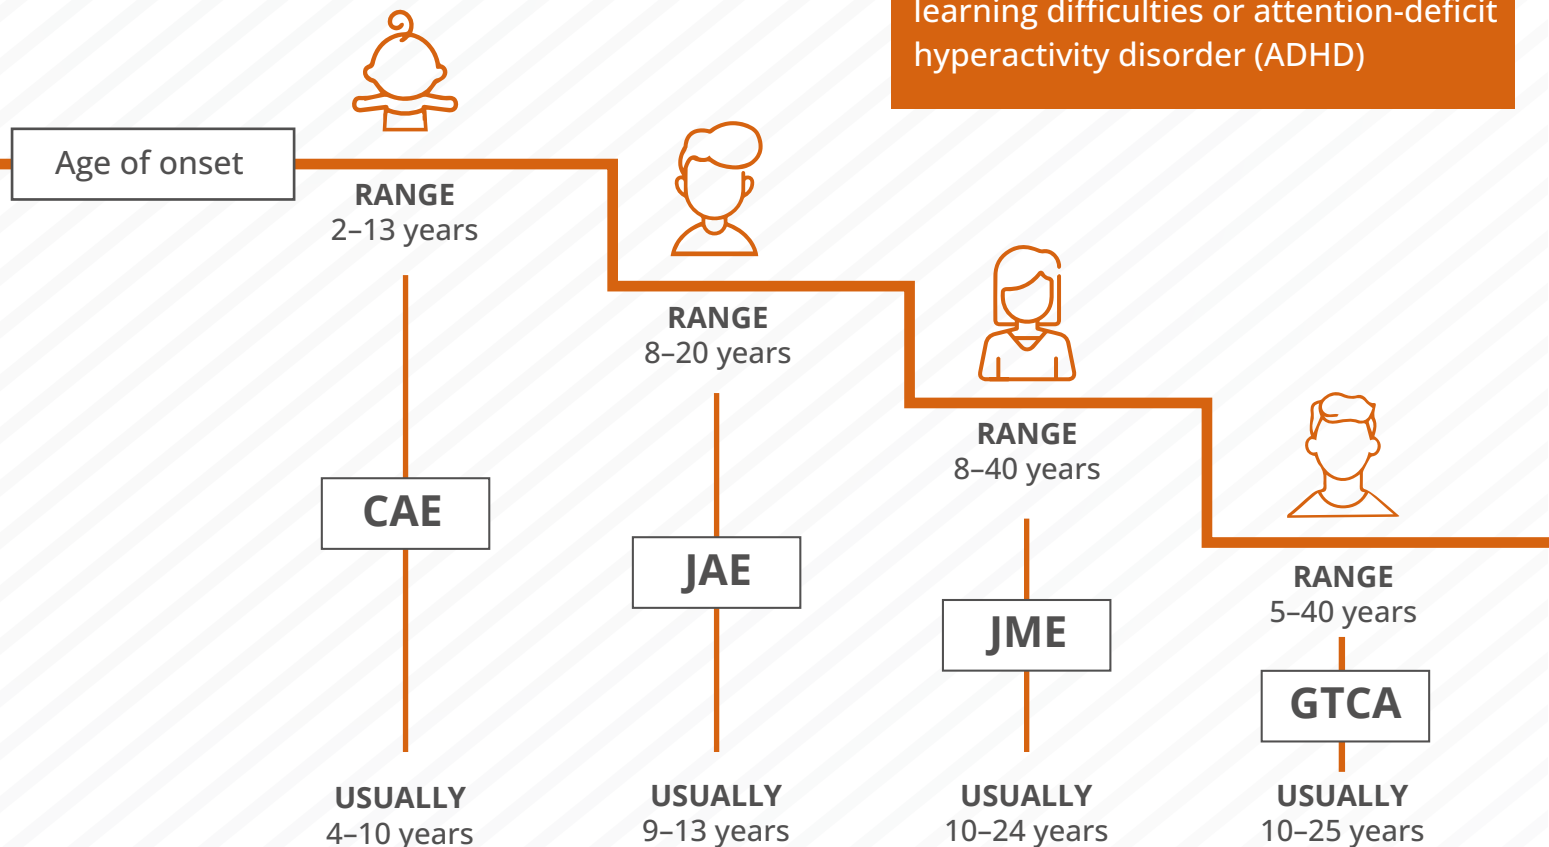 learning difficulties or attention-deficit
hyperactivity disorder (ADHD)
Age of onset
RANGE
2–13 years
CAE
USUALLY
4–10 years
RANGE
8–20 years
JAE
USUALLY
9–13 years
RANGE
8–40 years
JME
USUALLY
10–24 years
RANGE
5–40 years
GTCA
USUALLY
10–25 years